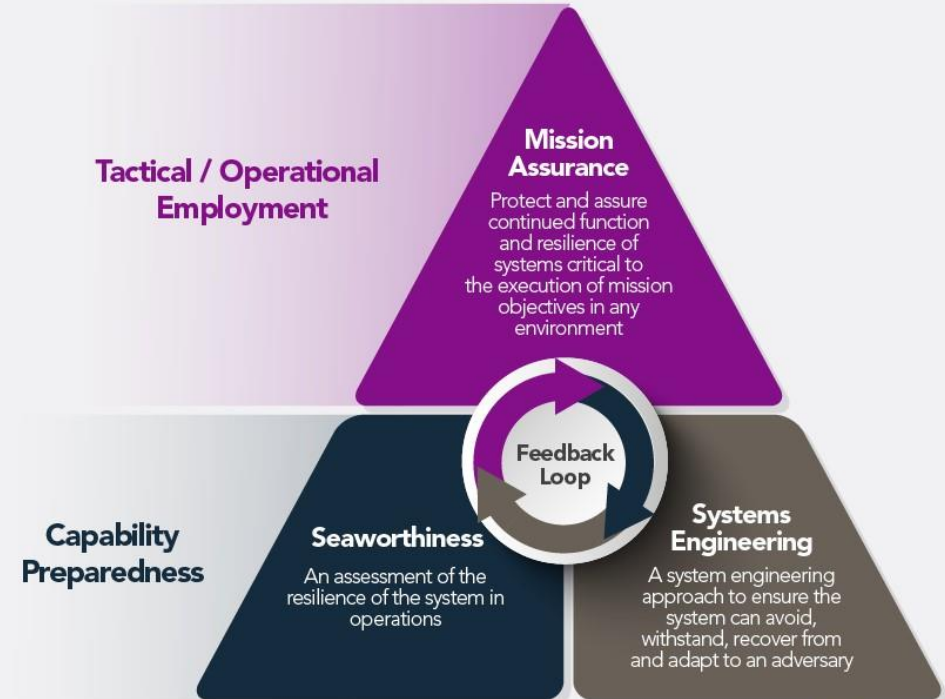 Tactical / Operational
Employment
Mission
Assurance
Protect and assure
continued function
and resilience of
systems critical to
the execution of mission
objectives in any
environment
Feedback
Loop
Capability
Preparedness
Seaworthiness
An assessment of the
resilience of the system in
operations
Systems
Engineering
A system engineering
approach to ensure the
system can avoid,
withstand, recover from
and adapt to an adversary